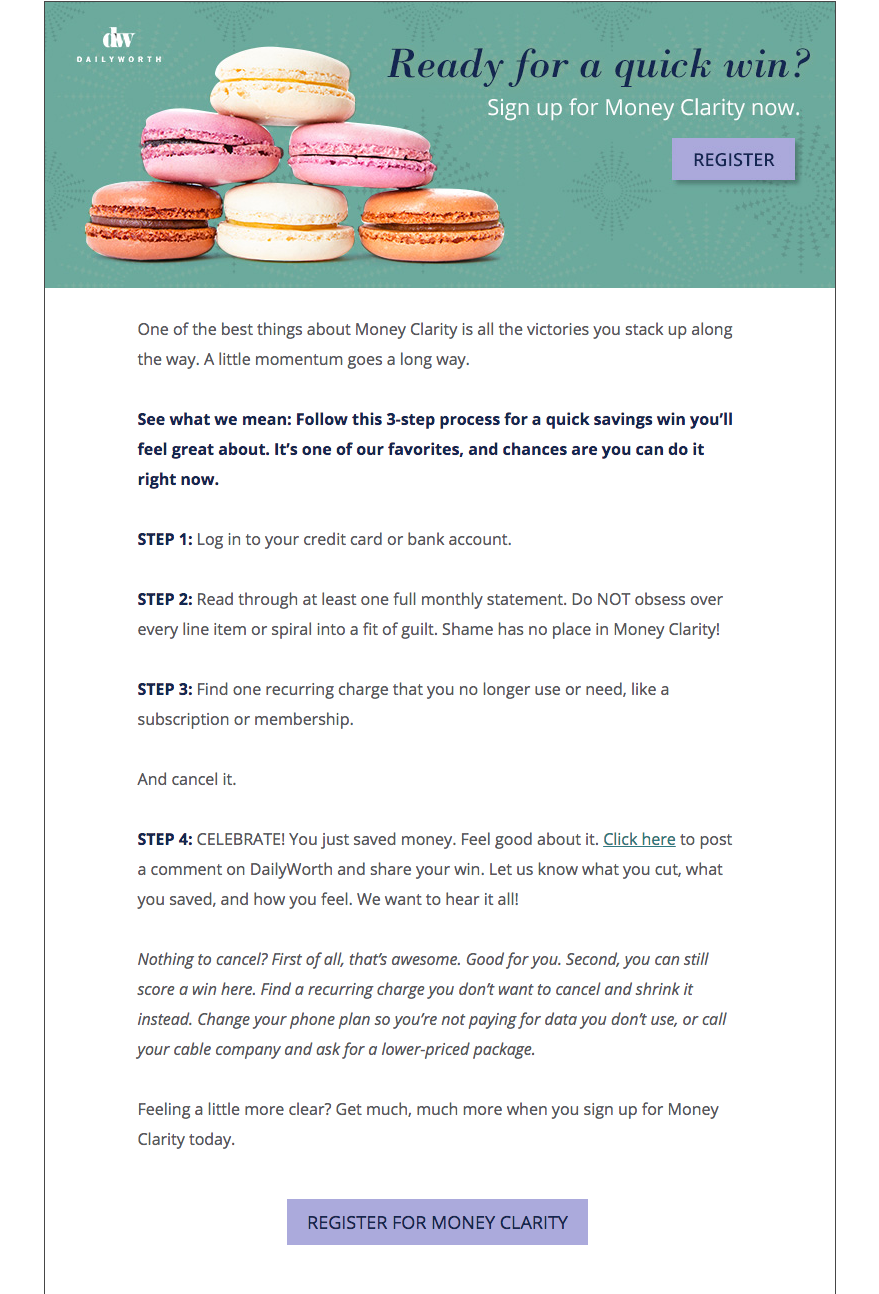 dw
DAILYWORTH
Ready for a quick win?
Sign up for Money Clarity now.
REGISTER
One of the best things about Money Clarity is all the victories you stack up along
the way. A little momentum goes a long way.
See what we mean: Follow this 3-step process for a quick savings win you’ll
feel great about. It’s one of our favorites, and chances are you can do it
right now.
STEP 1: Log in to your credit card or bank account.
STEP 2: Read through at least one full monthly statement. Do NOT obsess over
every line item or spiral into a fit of guilt. Shame has no place in Money Clarity!
STEP 3: Find one recurring charge that you no longer use or need, like a
subscription or membership.
And cancel it.
STEP 4: CELEBRATE! You just saved money. Feel good about it. Click here to post
a comment on DailyWorth and share your win. Let us know what you cut, what
you saved, and how you feel. We want to hear it all!
Nothing to cancel? First of all, that’s awesome. Good for you. Second, you can still
score a win here. Find a recurring charge you don’t want to cancel and shrink it
instead. Change your phone plan so you’re not paying for data you don’t use, or call
your cable company and ask for a lower-priced package.
Feeling a little more clear? Get much, much more when you sign up for Money
Clarity today.
REGISTER FOR MONEY CLARITY